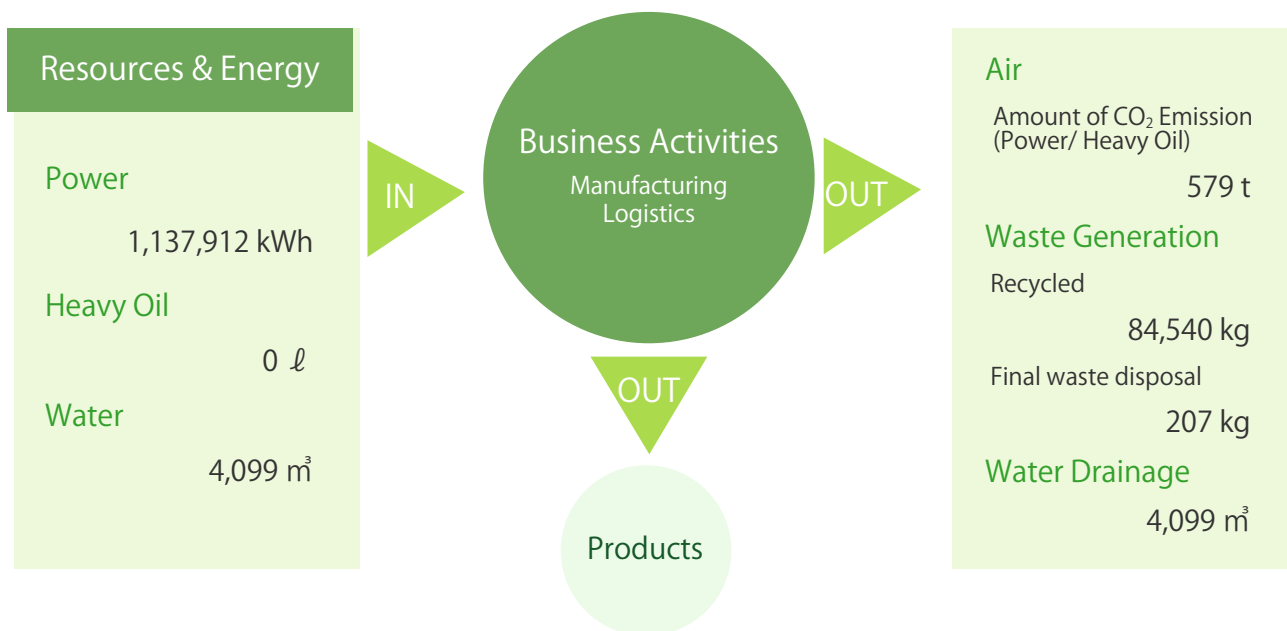 Resources & Energy
Power
1,137,912 kWh
Heavy Oil
0 ℓ
Water
4,099 ㎥
IN
Business Activities
Manufacturing
Logistics
OUT
OUT
Products
Air
Amount of CO₂ Emission
(Power/ Heavy Oil)
579 t
Waste Generation
Recycled
84,540 kg
Final waste disposal
207 kg
Water Drainage
4,099 ㎥